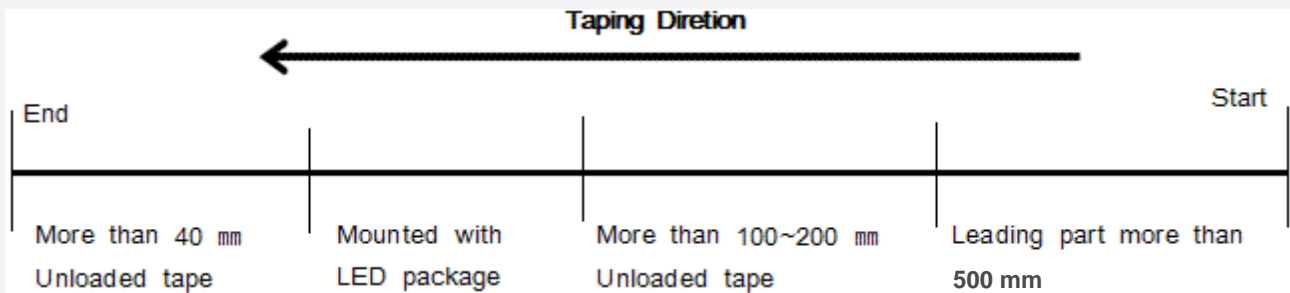 Taping Diretion
End
Start
More than 40 ㎜
Unloaded tape
Mounted with
LED package
More than 100~200 ㎜
Unloaded tape
Leading part more than
500 mm